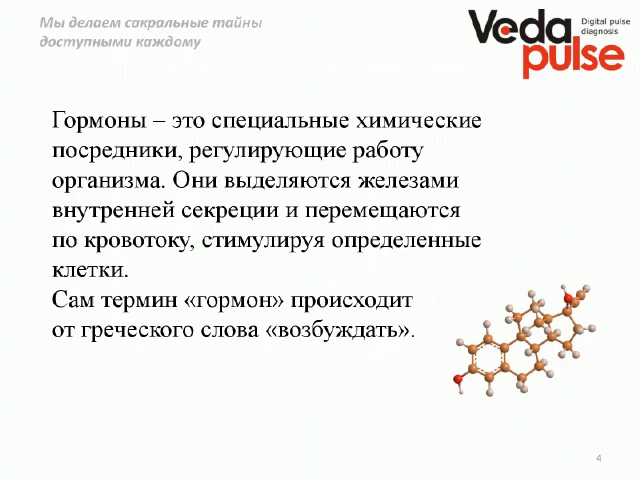 Мы делаем сакральные тайны
доступными каждому
Veda
pulse
Digital pulse
diagnosis
Гормоны – это специальные химические
посредники, регулирующие работу
организма. Они выделяются железами
внутренней секреции и перемещаются
по кровотоку, стимулируя определенные
клетки.
Сам термин «гормон» происходит
от греческого слова «возбуждать».
4